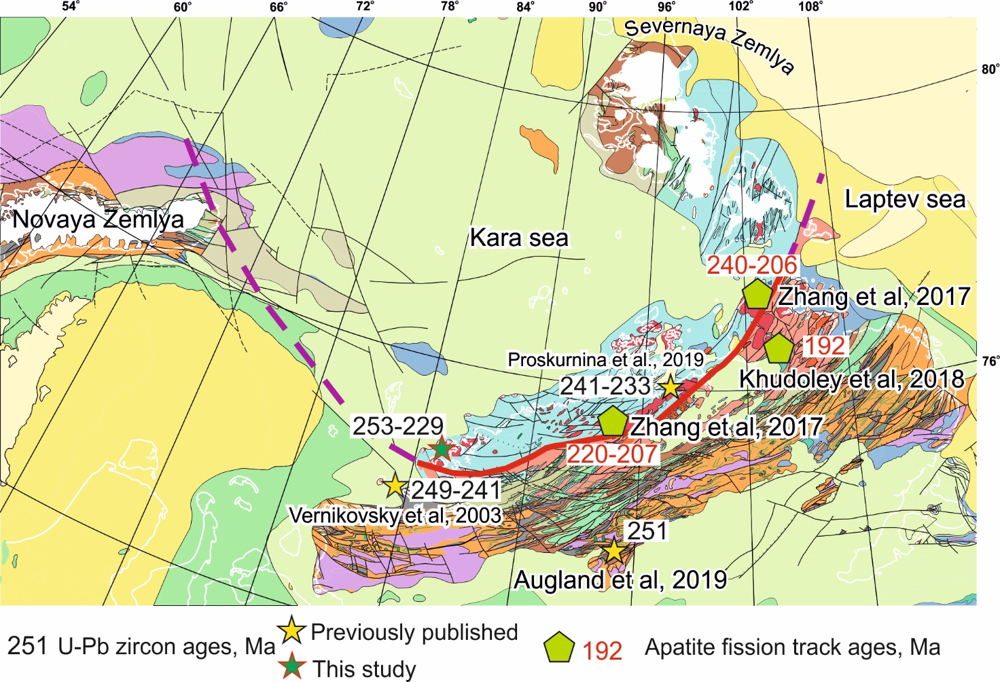 54° 60° 66° 72° 78° 84° 90° 96° 102° 108°
Severnaya Zemlya
80°
Laptev sea
Novaya Zemlya
Kara sea
240-206
Zhang et al, 2017
192
Proskurnina et al., 2019
76°
241-233
Khudoley et al, 2018
253-229
Zhang et al, 2017
220-207
249-241
Vernikovsky et al, 2003
251
Augland et al, 2019
251 U-Pb zircon ages, Ma
Previously published
This study
192 Apatite fission track ages, Ma